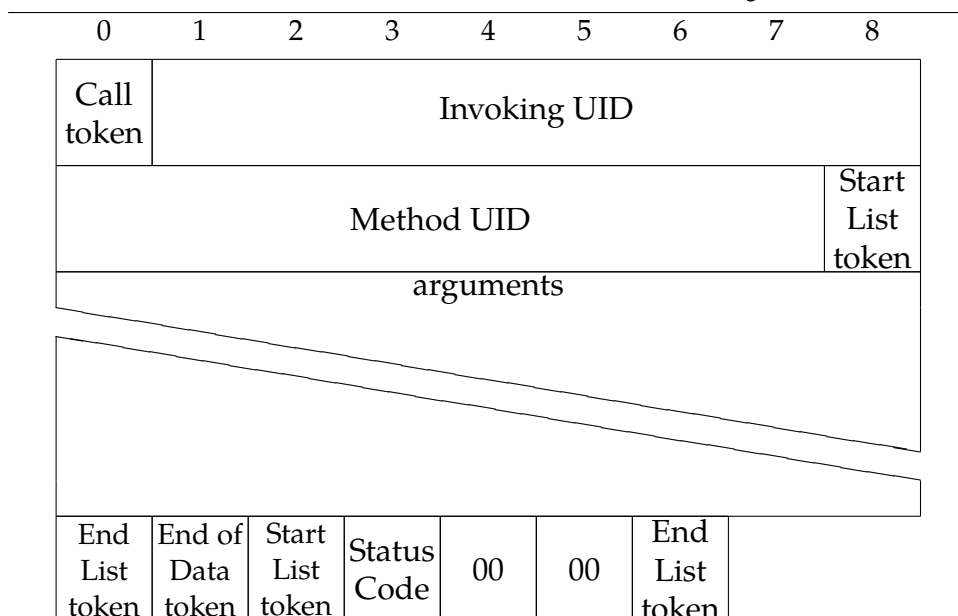 0 1 2 3 4 5 6 7 8
Call
token
Invoking UID
Method UID
Start
List
token
arguments
End
List
token
End of
Data
token
Start
List
token
Status
Code
00
00
End
List
token